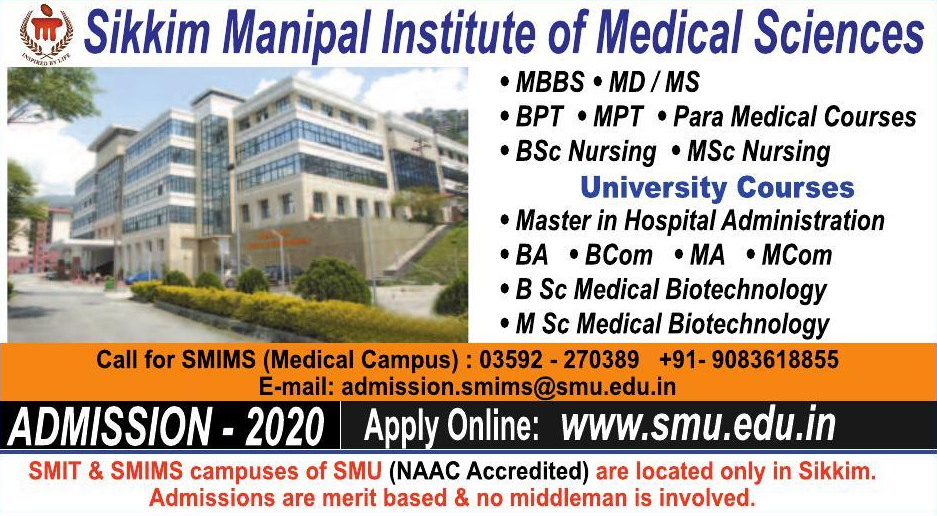 Sikkim Manipal Institute of Medical Sciences
INSPIRED BY LIFE
• MBBS • MD / MS
• BPT • MPT • Para Medical Courses
• BSc Nursing • MSc Nursing
University Courses
• Master in Hospital Administration
• BA • BCom • MA • MCom
• B Sc Medical Biotechnology
• M Sc Medical Biotechnology
Call for SMIMS (Medical Campus) : 03592 - 270389 +91- 9083618855
E-mail: admission.smims@smu.edu.in
ADMISSION - 2020 Apply Online: www.smu.edu.in
SMIT & SMIMS campuses of SMU (NAAC Accredited) are located only in Sikkim.
Admissions are merit based & no middleman is involved.